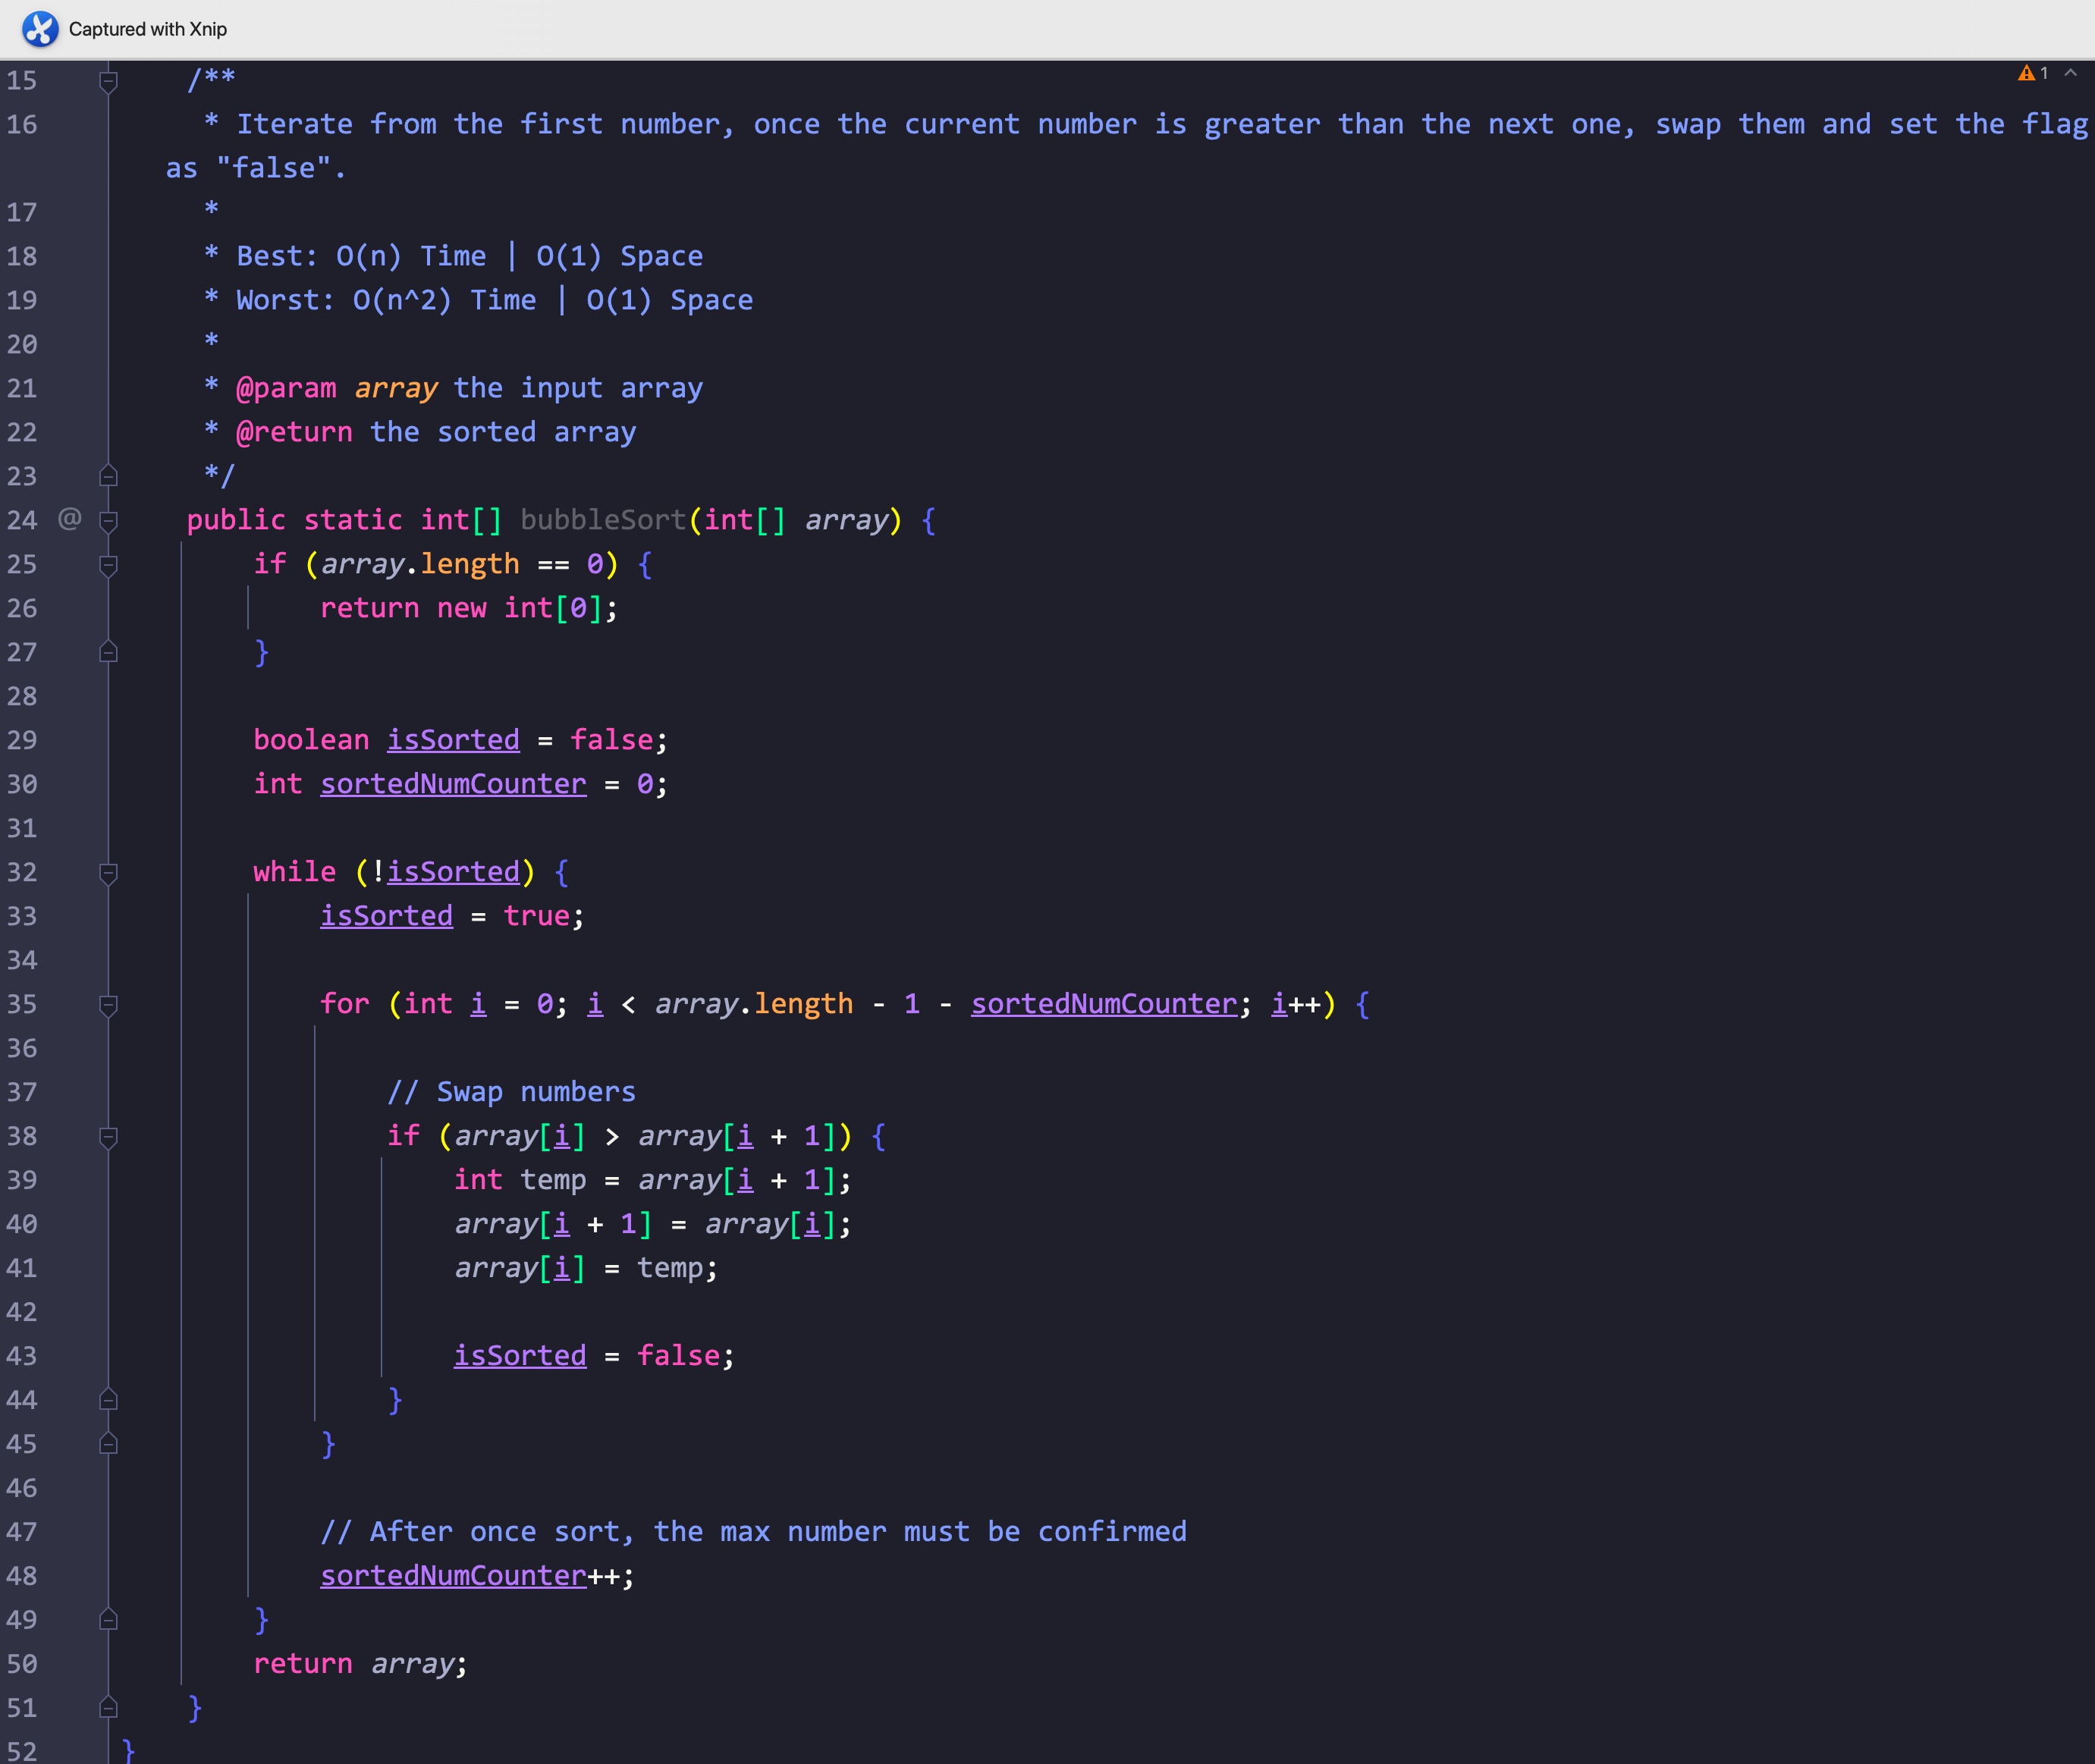 Captured with Xnip
1
15 /**
16 * Iterate from the first number, once the current number is greater than the next one, swap them and set the flag
as "false".
17 *
18 * Best: O(n) Time | O(1) Space
19 * Worst: O(n^2) Time | O(1) Space
20 *
21 * @param array the input array
22 * @return the sorted array
23 */
24 @ public static int[] bubbleSort(int[] array) {
25 if (array.length == 0) {
26 return new int[0];
27 }
28
29 boolean isSorted = false;
30 int sortedNumCounter = 0;
31
32 while (!isSorted) {
33 isSorted = true;
34
35 for (int i = 0; i < array.length - 1 - sortedNumCounter; i++) {
36
37 // Swap numbers
38 if (array[i] > array[i + 1]) {
39 int temp = array[i + 1];
40 array[i + 1] = array[i];
41 array[i] = temp;
42
43 isSorted = false;
44 }
45 }
46
47 // After once sort, the max number must be confirmed
48 sortedNumCounter++;
49 }
50 return array;
51 }
52 }